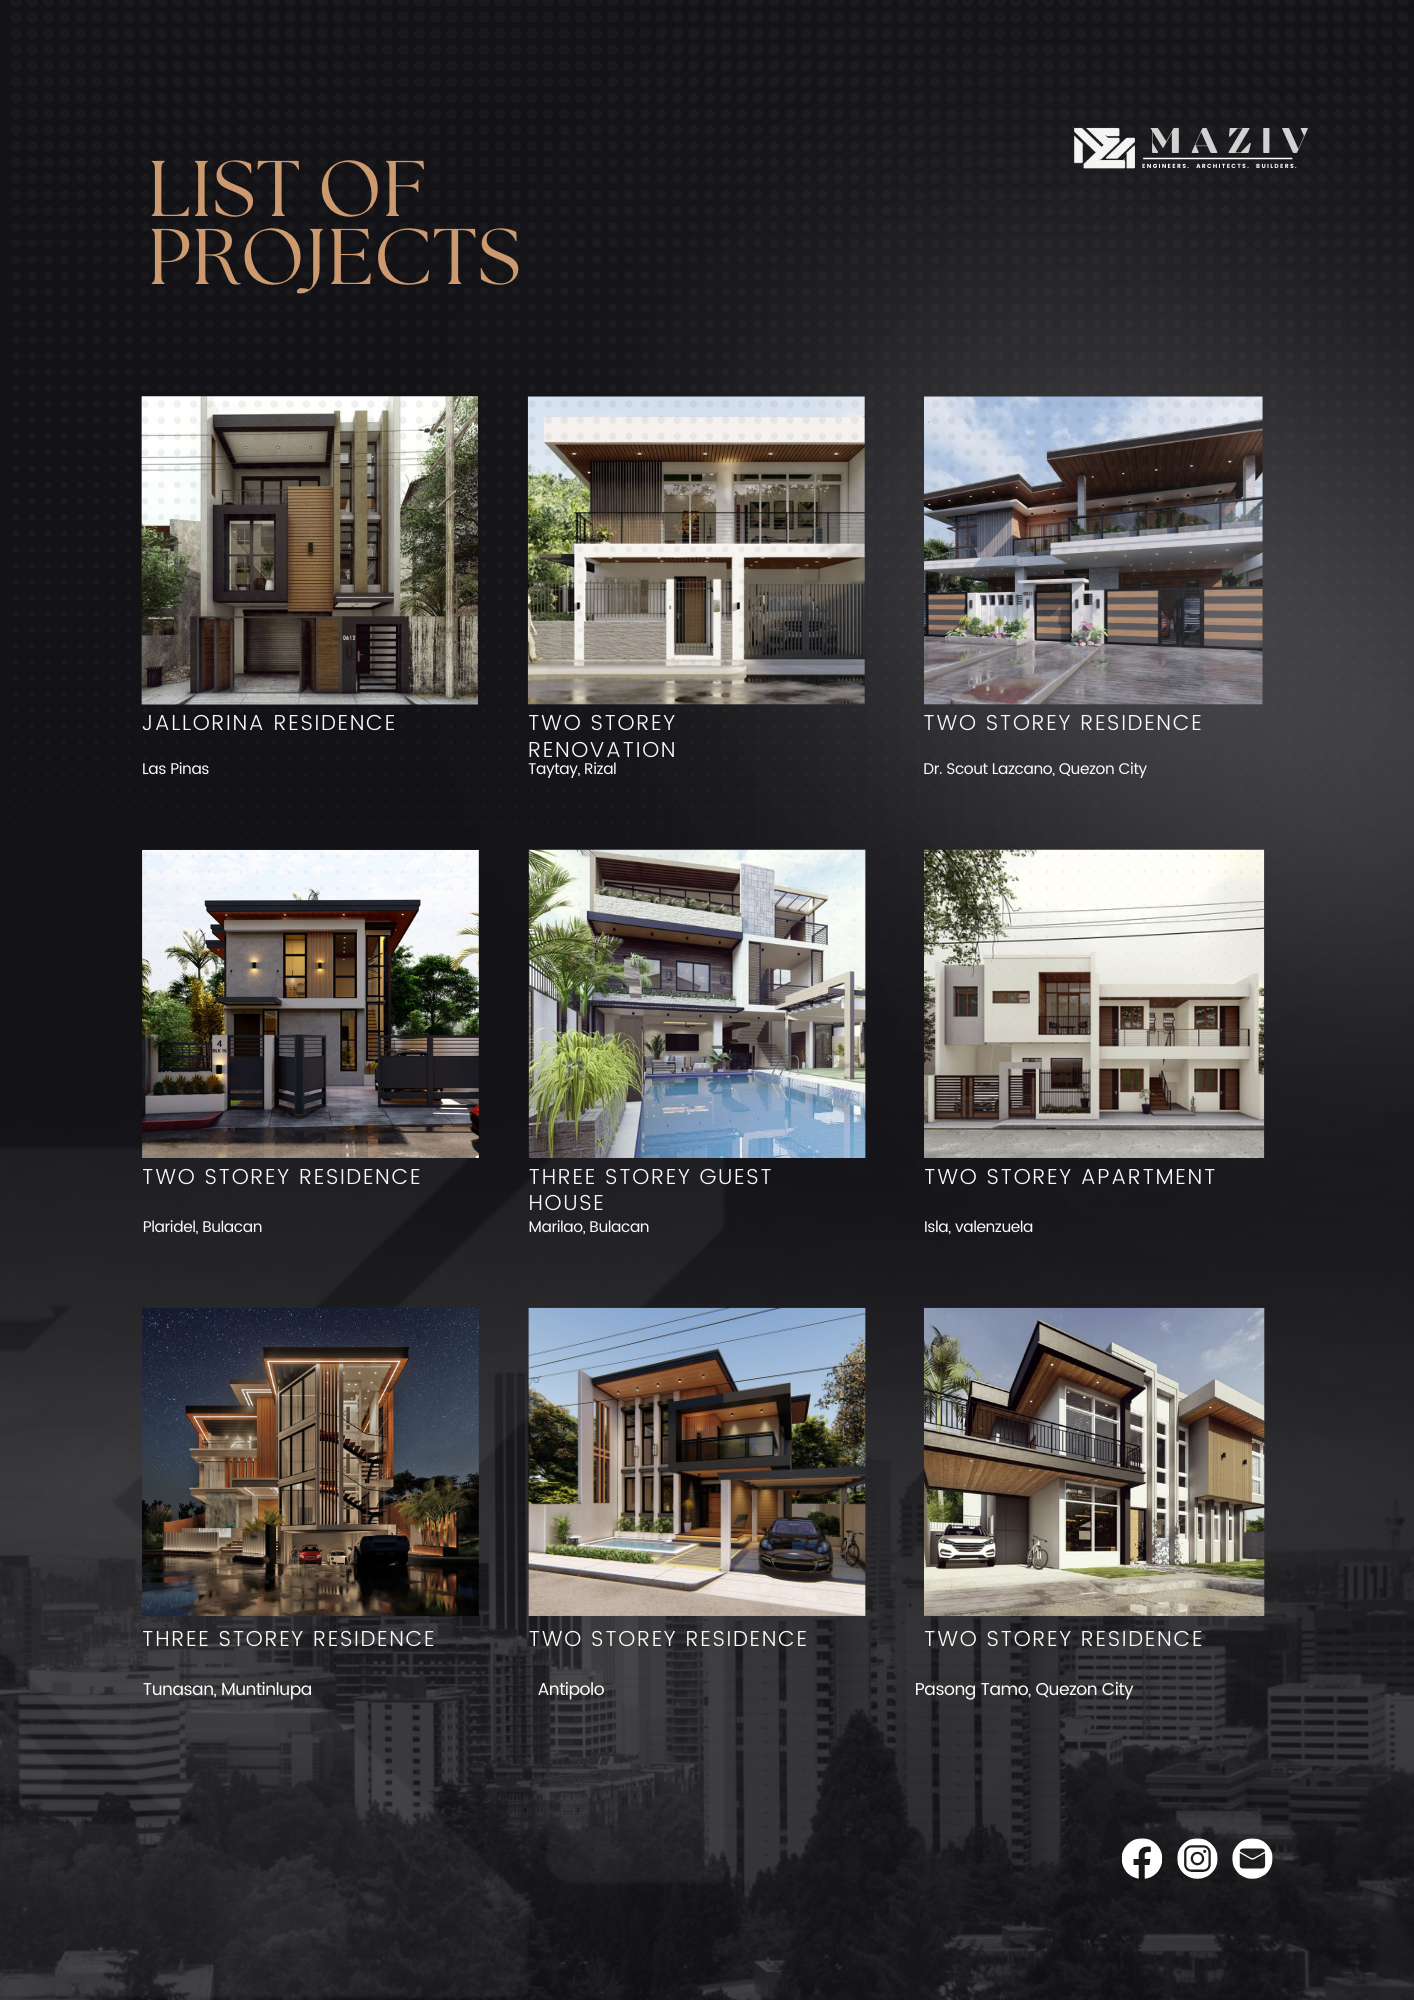 MAZIV
ENGINEERS. ARCHITECTS. BUILDERS.
LIST OF
PROJECTS
0612
JALLORINA RESIDENCE
Las Pinas
TWO STOREY
RENOVATION
Taytay, Rizal
TWO STOREY RESIDENCE
Dr. Scout Lazcano, Quezon City
4
TWO STOREY RESIDENCE
Plaridel, Bulacan
THREE STOREY GUEST
HOUSE
Marilao, Bulacan
TWO STOREY APARTMENT
Isla, valenzuela
THREE STOREY RESIDENCE
Tunasan, Muntinlupa
TWO STOREY RESIDENCE
Antipolo
TWO STOREY RESIDENCE
Pasong Tamo, Quezon City